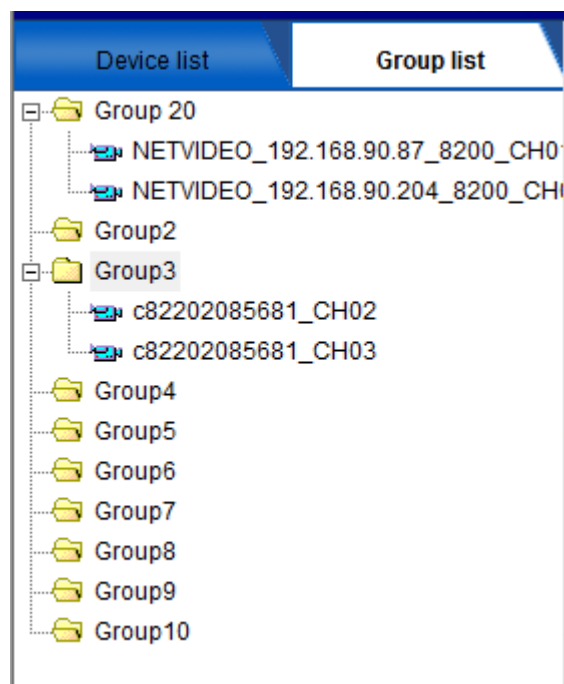 Device list Group list
Group 20
NETVIDEO_192.168.90.87_8200_CH01
NETVIDEO_192.168.90.204_8200_CH
Group2
Group3
c82202085681_CH02
c82202085681_CH03
Group4
Group5
Group6
Group7
Group8
Group9
Group10